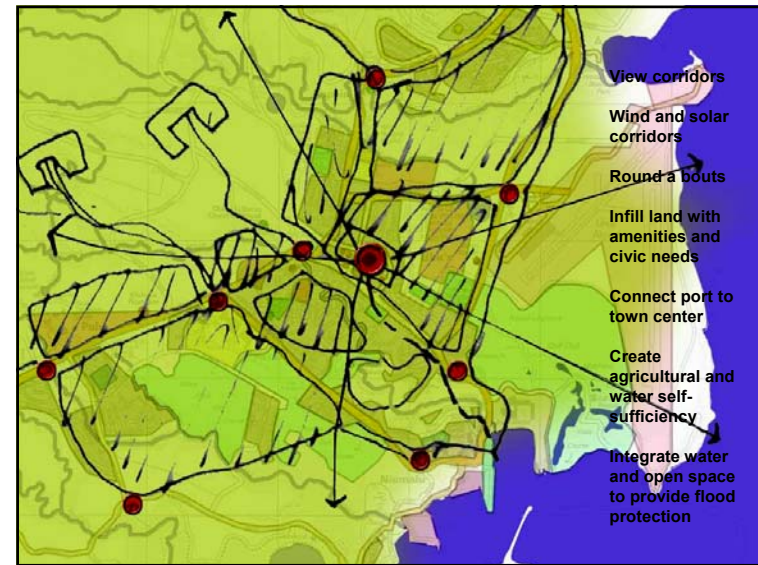 View corridors
Wind and solar
corridors
Round a bouts
Infill land with
amenities and
civic needs
Connect port to
town center
Create
agricultural and
water self-
sufficiency
Integrate water
and open space
to provide flood
protection